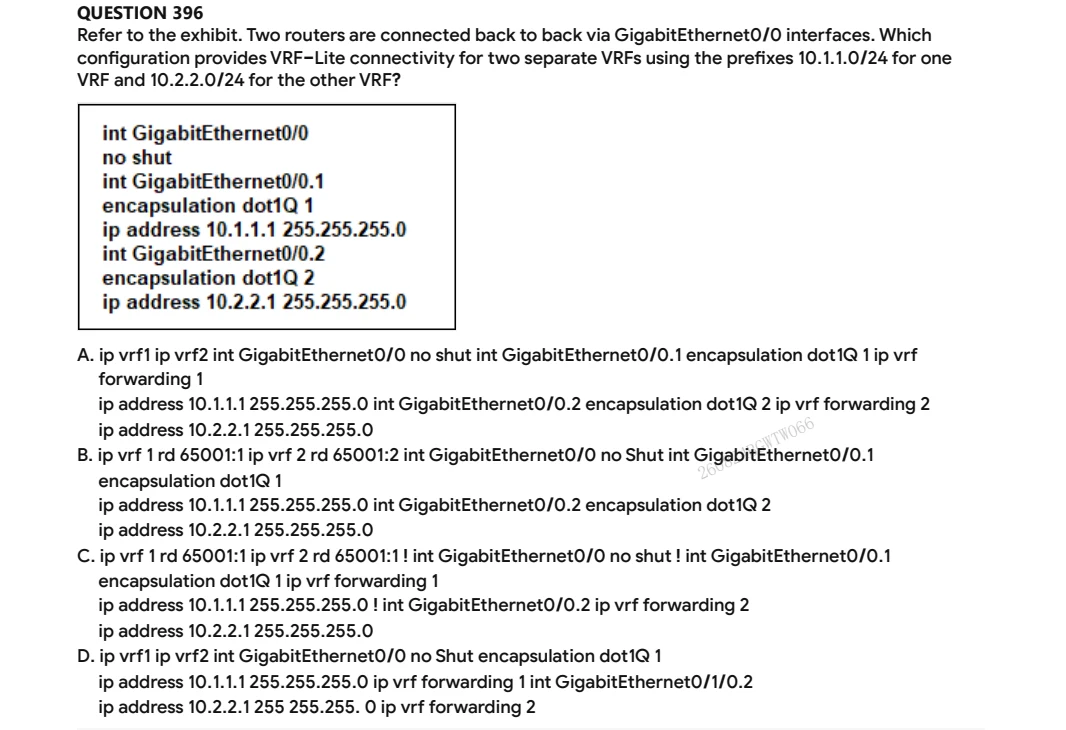 QUESTION 396
Refer to the exhibit. Two routers are connected back to back via GigabitEthernet0/0 interfaces. Which
configuration provides VRF-Lite connectivity for two separate VRFs using the prefixes 10.1.1.0/24 for one
VRF and 10.2.2.0/24 for the other VRF?
int GigabitEthernet0/0
no shut
int GigabitEthernet0/0.1
encapsulation dot1Q 1
ip address 10.1.1.1 255.255.255.0
int GigabitEthernet0/0.2
encapsulation dot1Q 2
ip address 10.2.2.1 255.255.255.0
A. ip vrf1 ip vrf2 int GigabitEthernet0/0 no shut int GigabitEthernet0/0.1 encapsulation dot1Q 1 ip vrf
forwarding 1
ip address 10.1.1.1 255.255.255.0 int GigabitEthernet0/0.2 encapsulation dot1Q 2 ip vrf forwarding 2
ip address 10.2.2.1 255.255.255.0
B. ip vrf 1 rd 65001:1 ip vrf 2 rd 65001:2 int GigabitEthernet0/0 no Shut int GigabitEthernet0/0.1
encapsulation dot1Q 1
ip address 10.1.1.1 255.255.255.0 int GigabitEthernet0/0.2 encapsulation dot1Q 2
ip address 10.2.2.1 255.255.255.0
C. ip vrf 1 rd 65001:1 ip vrf 2 rd 65001:1 ! int GigabitEthernet0/0 no shut ! int GigabitEthernet0/0.1
encapsulation dot1Q 1 ip vrf forwarding 1
ip address 10.1.1.1 255.255.255.0 ! int GigabitEthernet0/0.2 ip vrf forwarding 2
ip address 10.2.2.1 255.255.255.0
D. ip vrf1 ip vrf2 int GigabitEthernet0/0 no Shut encapsulation dot1Q 1
ip address 10.1.1.1 255.255.255.0 ip vrf forwarding 1 int GigabitEthernet0/1/0.2
ip address 10.2.2.1 255 255.255. 0 ip vrf forwarding 2